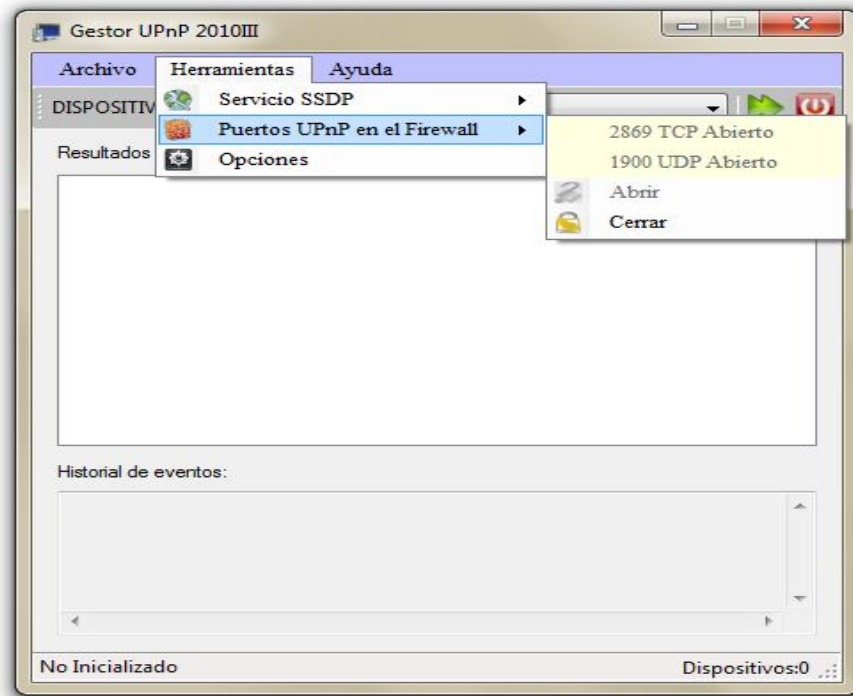 Gestor UPnP 2010III
Archivo Herramientas Ayuda
DISPOSITIV
Servicio SSDP
Puertos UPnP en el Firewall
Opciones
2869 TCP Abierto
1900 UDP Abierto
Abrir
Cerrar
Resultados
Historial de eventos:
No Inicializado
Dispositivos:0